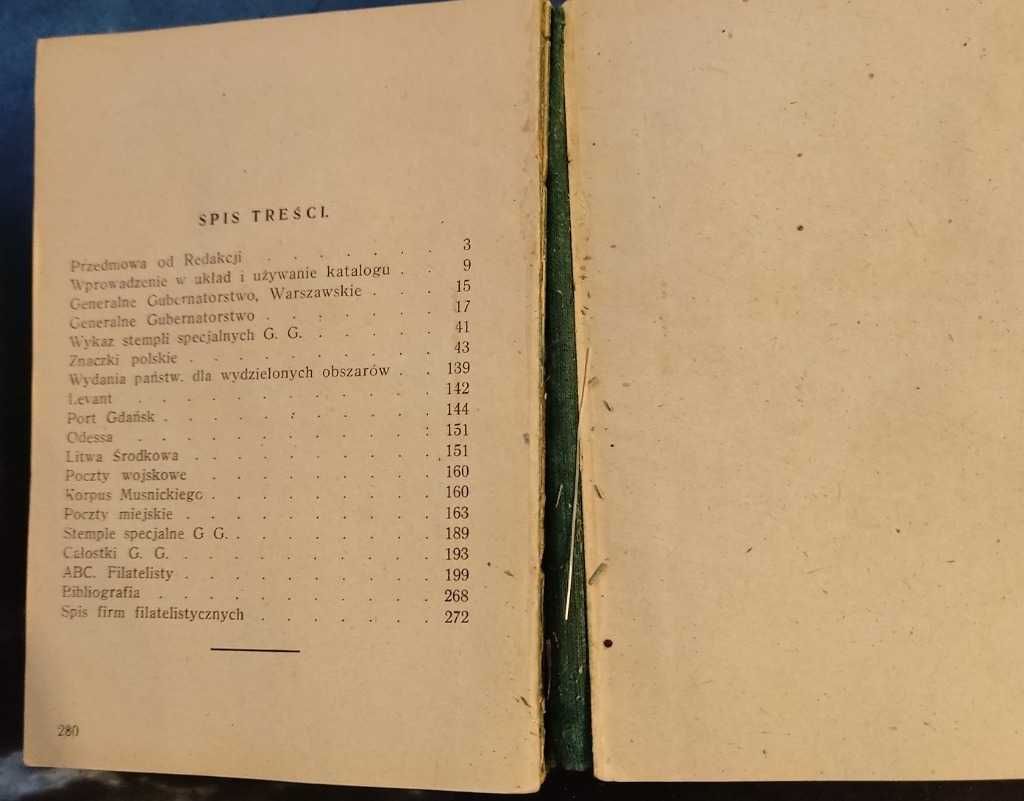 SPIS TREŚCI.
Przedmowa od Redakcji . . . . . . . 3
Wprowadzenie w układ i używanie katalogu . . 9
Generalne Gubernatorstwo, Warszawskie . . . 15
Generalne Gubernatorstwo . . . . . . . 17
Wykaz stempli specjalnych G. G. . . . . . 41
Znaczki polskie . . . . . . . . . . 43
Wydania państw. dla wydzielonych obszarów . . 139
Levant . . . . . . . . . . . . 142
Port Gdańsk . . . . . . . . . . . 144
Odessa . . . . . . . . . . . : 151
Litwa Środkowa . . . . . . . . . . 151
Poczty wojskowe . . . . . . . . . 160
Korpus Musnickiego . . . . . . . . . 160
Poczty miejskie . . . . . . . . . . 163
Stemple specjalne G G. . . . . . . . . 189
Całostki G. G. . . . . . . . . . . 193
ABC. Filatelisty . . . . . . . . . . 199
Bibliografia . . . . . . . . . . . 268
Spis firm filatelistycznych . . . . . . . 272
280